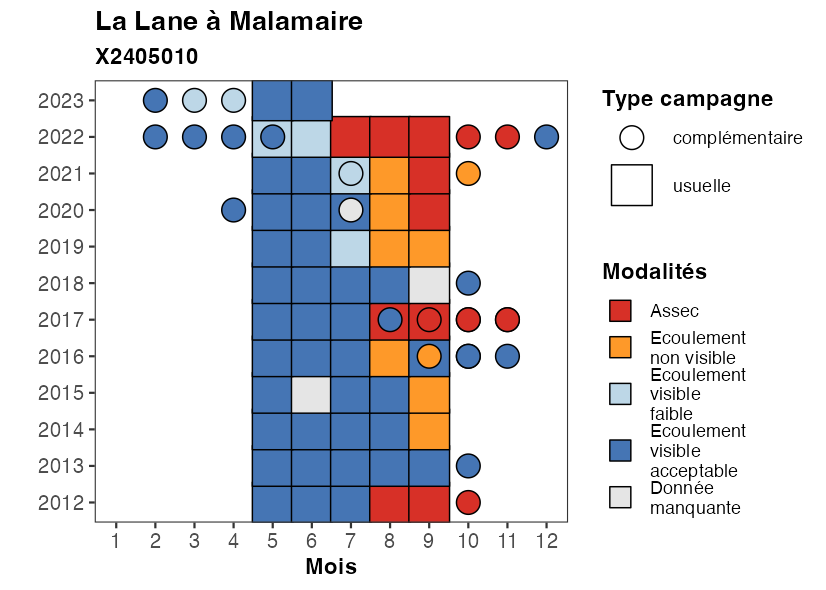 La Lane à Malamaire
X2405010
2023
2022
2021
2020
2019
2018
2017
2016
2015
2014
2013
2012
1 2 3 4 5 6 7 8 9 10 11 12
Mois
Type campagne
complémentaire
usuelle
Modalités
Assec
Ecoulement
non visible
Ecoulement
visible
faible
Ecoulement
visible
acceptable
Donnée
manquante